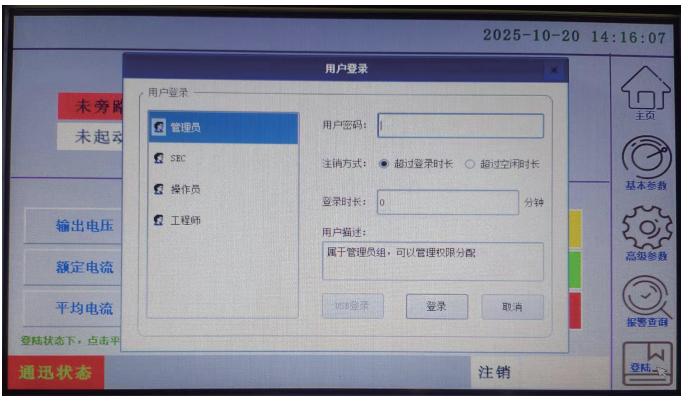 2025-10-20 14:16:07
用户登录
用户登录
管理员
SEC
操作员
工程师
用户密码:
注销方式: 超过登录时长 超过空闲时长
登录时长: 0 分钟
用户描述:
属于管理员组，可以管理权限分配
USB登录 登录 取消
未旁
未起
输出电压
额定电流
平均电流
登陆状态下，点击平
通迅状态
注销
主页
基本参数
高级参数
报警查询
登陆